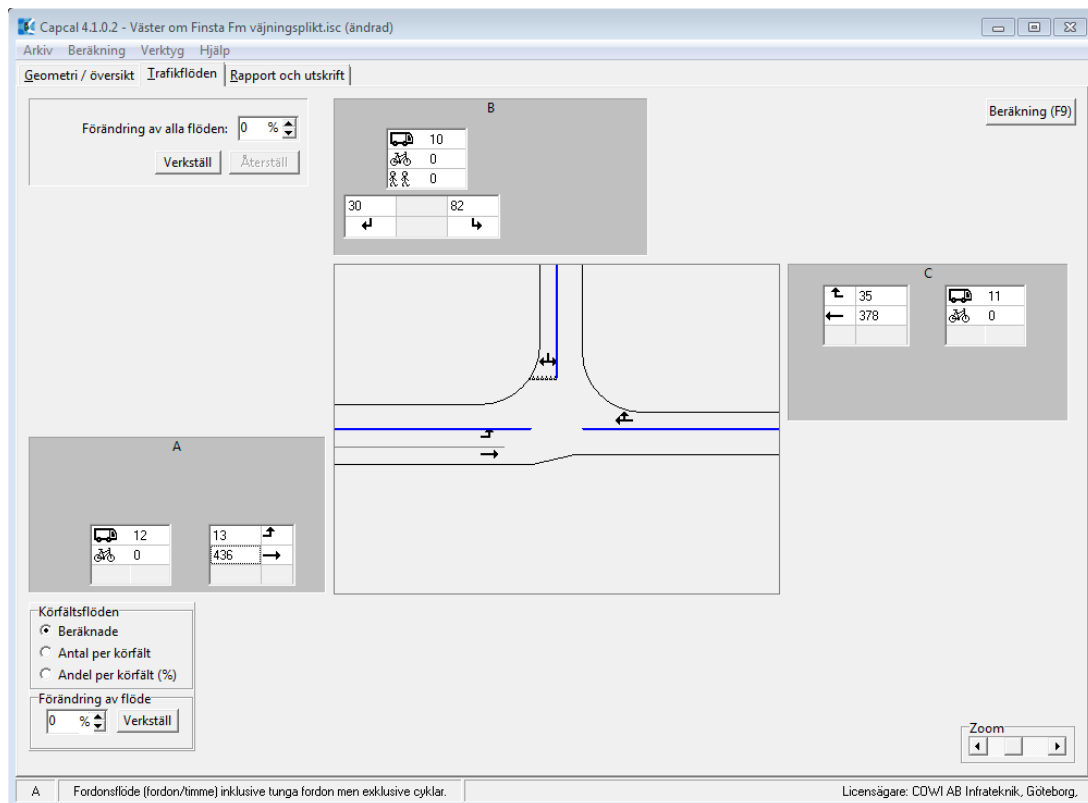 Capcal 4.1.0.2 - Väster om Finsta Fm väjningsplikt.isc (ändrad)
Arkiv Beräkning Verktyg Hjälp
Geometri / översikt Trafikflöden Rapport och utskrift
Förändring av alla flöden: 0 %
Verkställ Återställ
Beräkning (F9)
B
10
0
0
30 82
C
35 11
378 0
A
12 13
0 436
Körfältsflöden
Beräknade
Antal per körfält
Andel per körfält (%)
Förändring av flöde
0 % Verkställ
Zoom
A Fordonsflöde (fordon/timme) inklusive tunga fordon men exklusive cyklar. Licensägare: COWI AB Infrateknik, Göteborg,